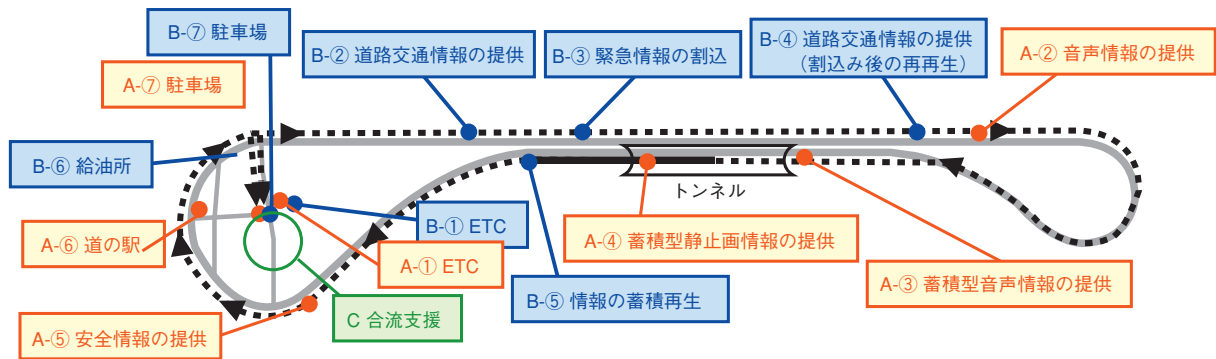 B-⑦ 駐車場
B-② 道路交通情報の提供
B-③ 緊急情報の割込
B-④ 道路交通情報の提供
（割込み後の再再生）
A-② 音声情報の提供
A-⑦ 駐車場
B-⑥ 給油所
トンネル
B-① ETC
A-⑥ 道の駅
A-④ 蓄積型静止画情報の提供
A-① ETC
A-③ 蓄積型音声情報の提供
B-⑤ 情報の蓄積再生
C 合流支援
A-⑤ 安全情報の提供